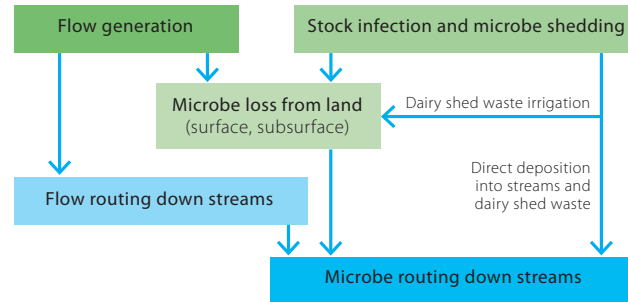 Flow generation
Stock infection and microbe shedding
Microbe loss from land
(surface, subsurface)
Dairy shed waste irrigation
Direct deposition
into streams and
dairy shed waste
Flow routing down streams
Microbe routing down streams